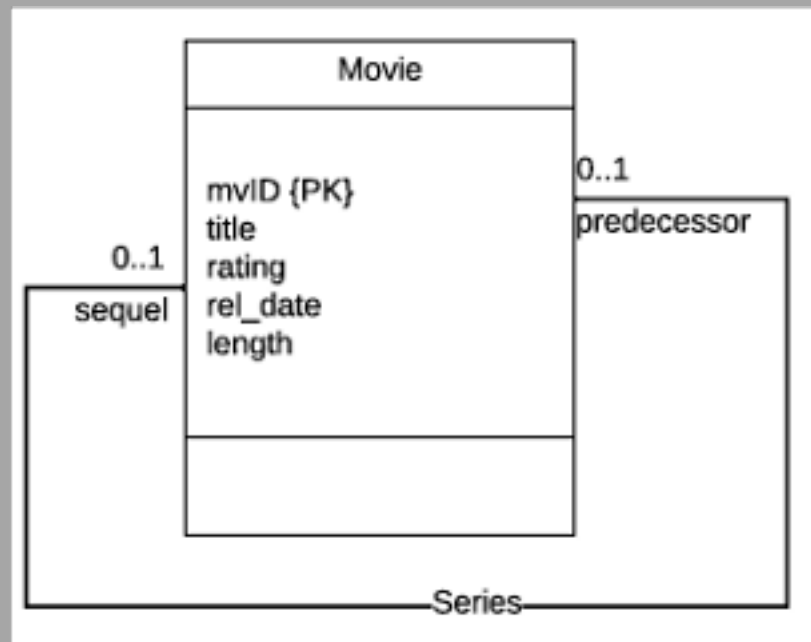 Movie
mvID {PK}
title
rating
rel_date
length
0..1
predecessor
0..1
sequel
Series